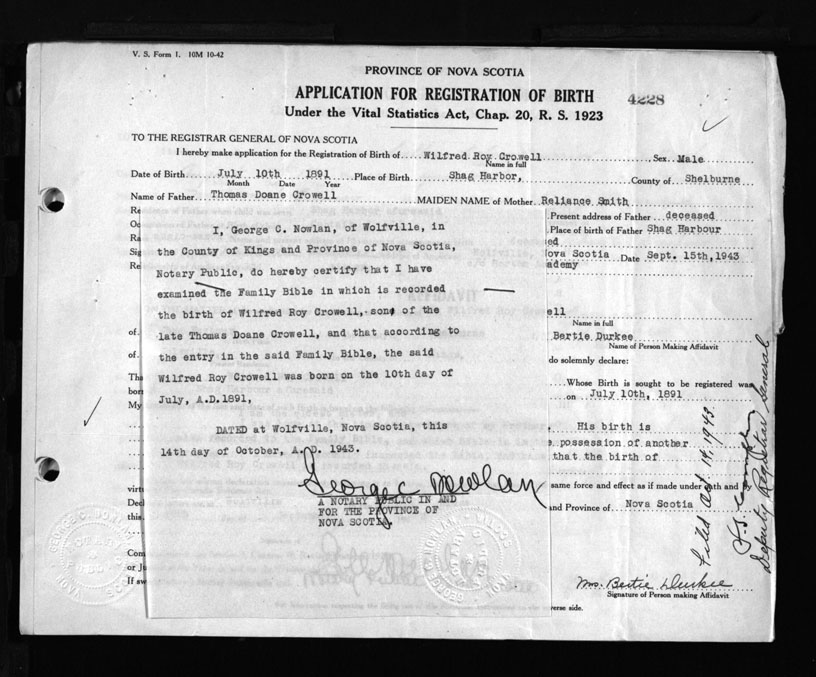 V. S. Form 1. 10M 10-42
PROVINCE OF NOVA SCOTIA
APPLICATION FOR REGISTRATION OF BIRTH
4228
Under the Vital Statistics Act, Chap. 20, R. S. 1923
TO THE REGISTRAR GENERAL OF NOVA SCOTIA
I hereby make application for the Registration of Birth of Wilfred Roy Crowell Sex Male
Name in full
Date of Birth July 10th 1891 Place of Birth Shag Harbor, County of Shelburne
Month Date Year
Name of Father Thomas Doane Crowell MAIDEN NAME of Mother Reliance Smith
Present address of Father deceased
Place of birth of Father Shag Harbour
ova Scotia Date Sept. 15th, 1943
ademy
I, George C. Nowlan, of Wolfville, in
the County of Kings and Province of Nova Scotia,
Notary Public, do hereby certify that I have
examined the Family Bible in which is recorded
the birth of Wilfred Roy Crowell, son of the
late Thomas Doane Crowell, and that according to
the entry in the said Family Bible, the said
Wilfred Roy Crowell was born on the 10th day of
July, A.D.1891,
DATED at Wolfville, Nova Scotia, this
14th day of October, A.D. 1943.
George C Nowlan
A NOTARY PUBLIC IN AND
FOR THE PROVINCE OF
NOVA SCOTIA.
ell
Name in full
Bertie Durkee
Name of Person Making Affidavit
do solemnly declare:
Whose Birth is sought to be registered was
on July 10th, 1891
His birth is
possession of another
that the birth of
same force and effect as if made under oath and
and Province of Nova Scotia
Mrs. Bertie Durkee
Signature of Person making Affidavit
verse side.
Filed Oct 19, 1943
Deputy Registrar General